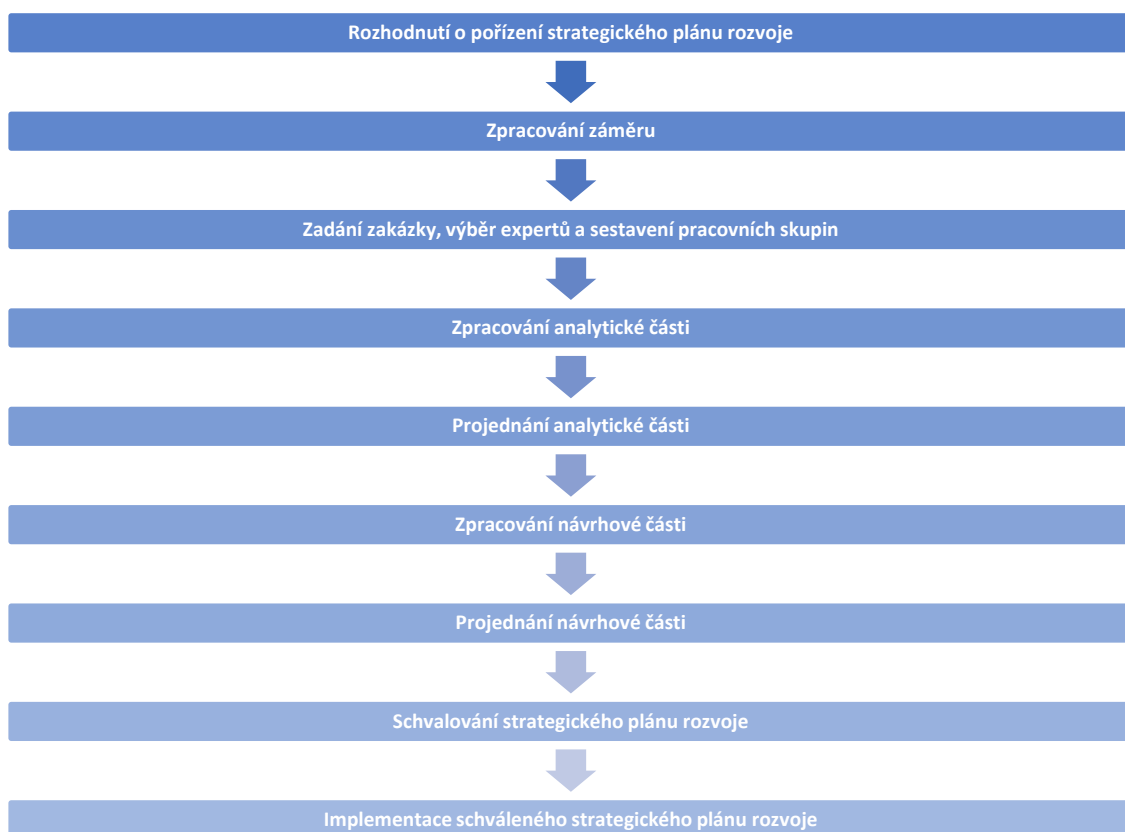 Rozhodnutí o pořízení strategického plánu rozvoje
Zpracování záměru
Zadání zakázky, výběr expertů a sestavení pracovních skupin
Zpracování analytické části
Projednání analytické části
Zpracování návrhové části
Projednání návrhové části
Schvalování strategického plánu rozvoje
Implementace schváleného strategického plánu rozvoje